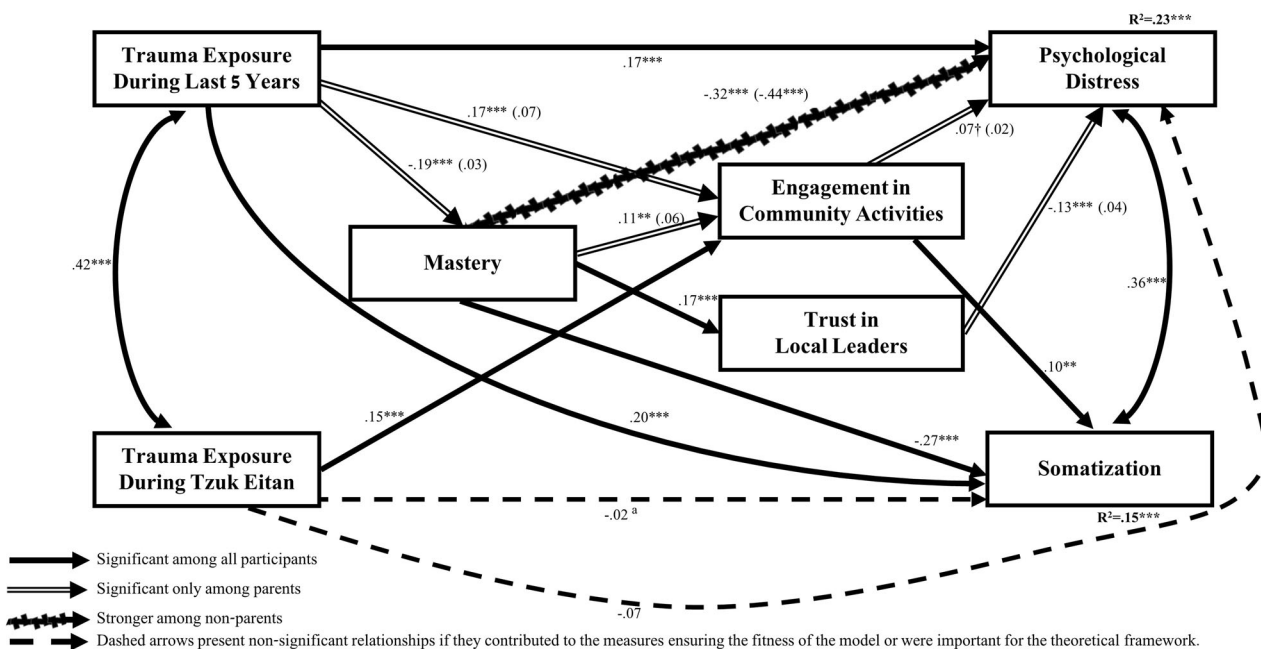 R²=.23***
Trauma Exposure
During Last 5 Years
.17***
Psychological
Distress
-.32*** (-.44***)
.17*** (.07)
.07† (.02)
-.19*** (.03)
Engagement in
Community Activities
-.13*** (.04)
.11** (.06)
Mastery
.42***
.36***
.17***
Trust in
Local Leaders
.10**
.15***
.20***
-.27***
Trauma Exposure
During Tzuk Eitan
Somatization
-.02 a
R²=.15***
Significant among all participants
Significant only among parents
-.07
Stronger among non-parents
Dashed arrows present non-significant relationships if they contributed to the measures ensuring the fitness of the model or were important for the theoretical framework.